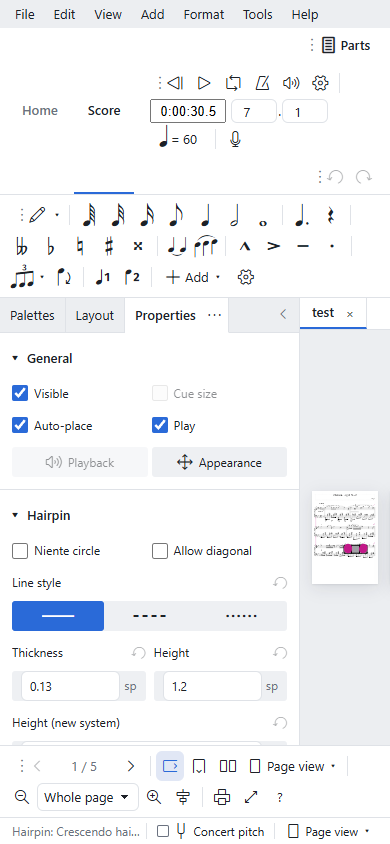 File Edit View Add Format Tools Help
Parts
Home Score 0:00:30.5 7 . 1
= 60
3 1 2 Add
Palettes Layout Properties ···
test ×
General
Visible Cue size
Auto-place Play
Playback Appearance
Hairpin
Niente circle Allow diagonal
Line style
Thickness Height
0.13 sp 1.2 sp
Height (new system)
1 / 5 Page view
Whole page ?
Hairpin: Crescendo hai... Concert pitch Page view